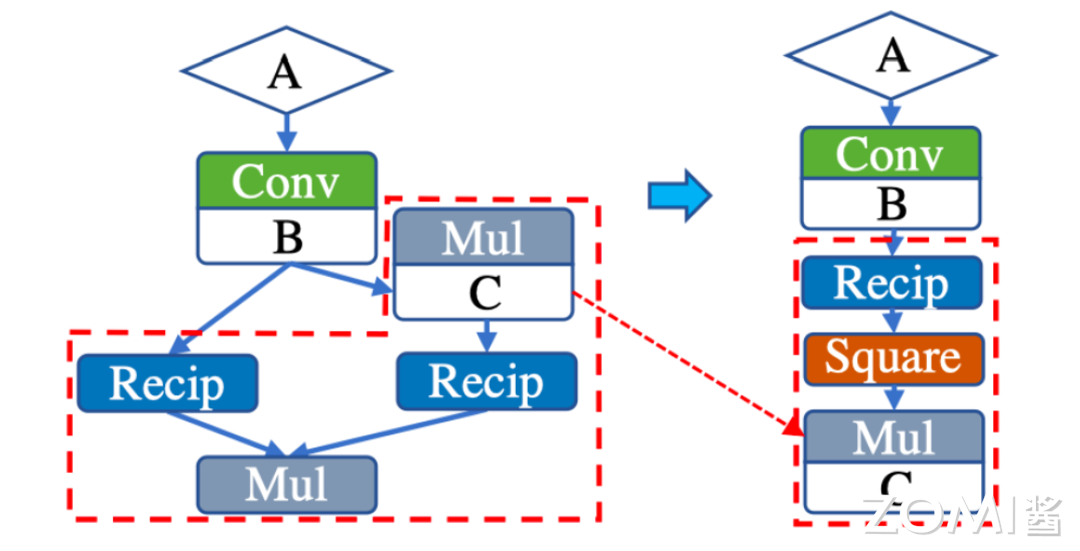 A
Conv
B
Mul
C
Recip
Recip
Mul
A
Conv
B
Recip
Square
Mul
C
ZOMI酱